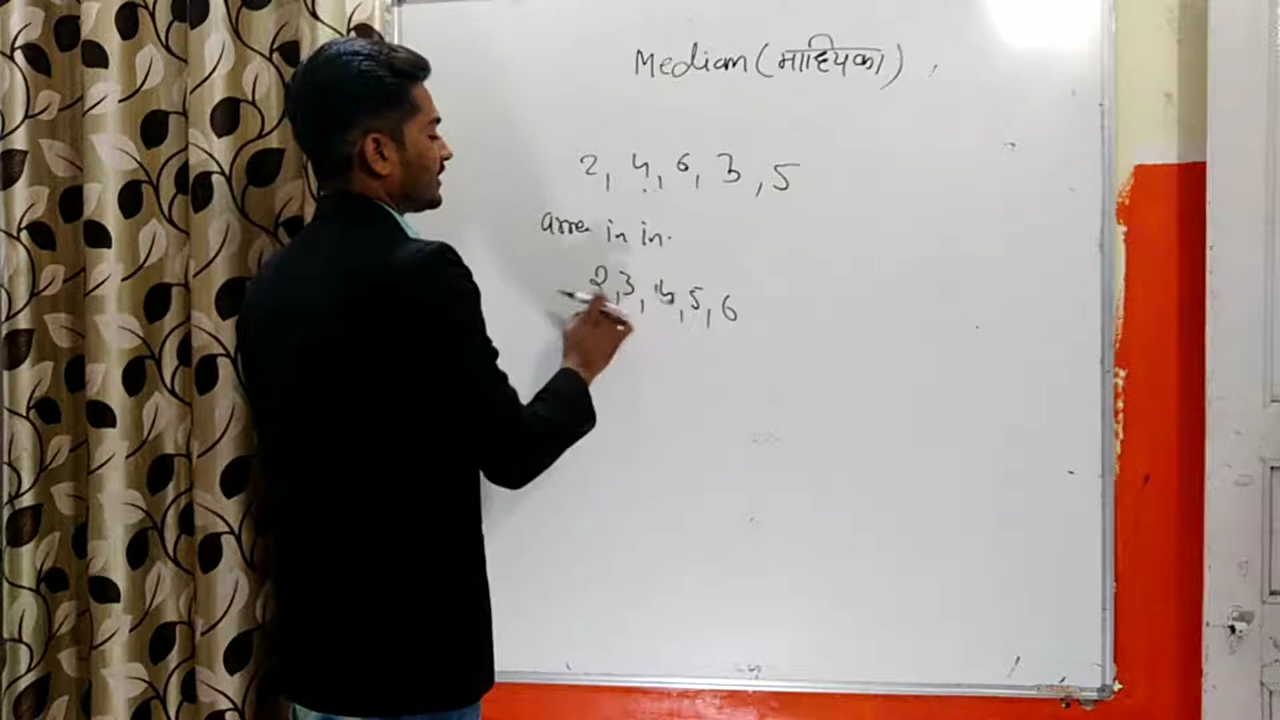 Median (माध्यिका)
2, 4, 6, 3, 5
arre in in.
2, 3, 4, 5, 6